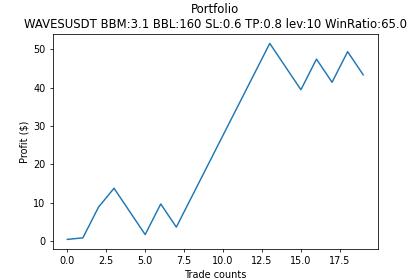 Portfolio
WAVESUSDT BBM:3.1 BBL:160 SL:0.6 TP:0.8 lev:10 WinRatio:65.0
50
40
30
20
10
0
Profit ($)
0.0 2.5 5.0 7.5 10.0 12.5 15.0 17.5
Trade counts